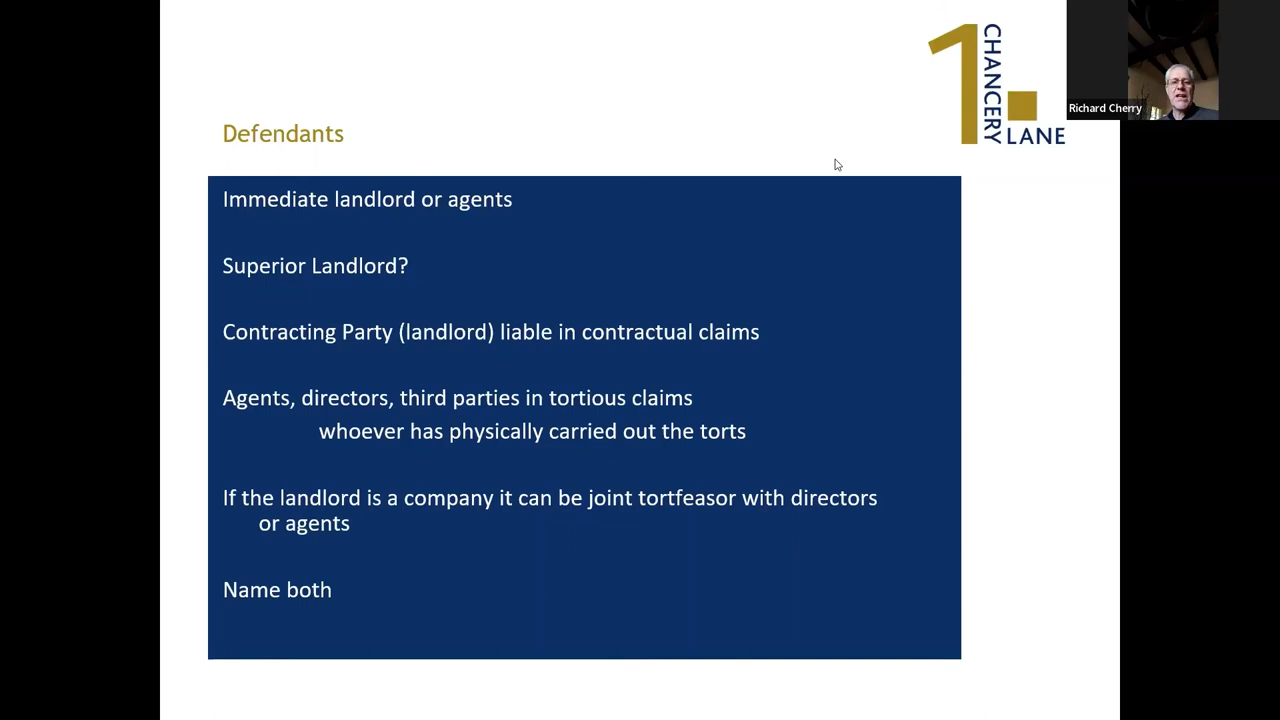 1 CHANCERY LANE
Richard Cherry
Defendants
Immediate landlord or agents
Superior Landlord?
Contracting Party (landlord) liable in contractual claims
Agents, directors, third parties in tortious claims
whoever has physically carried out the torts
If the landlord is a company it can be joint tortfeasor with directors
or agents
Name both